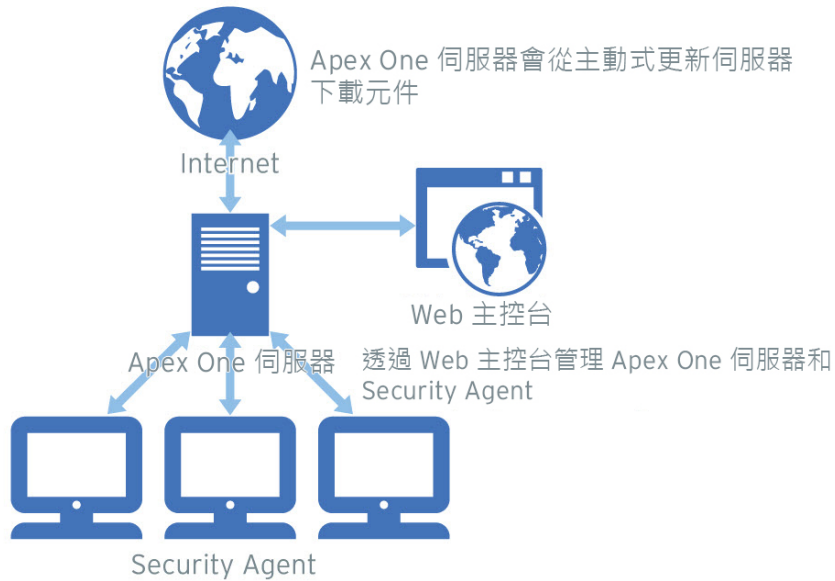 Apex One 伺服器會從主動式更新伺服器
下載元件
Internet
Web 主控台
Apex One 伺服器
透過 Web 主控台管理 Apex One 伺服器和
Security Agent
Security Agent